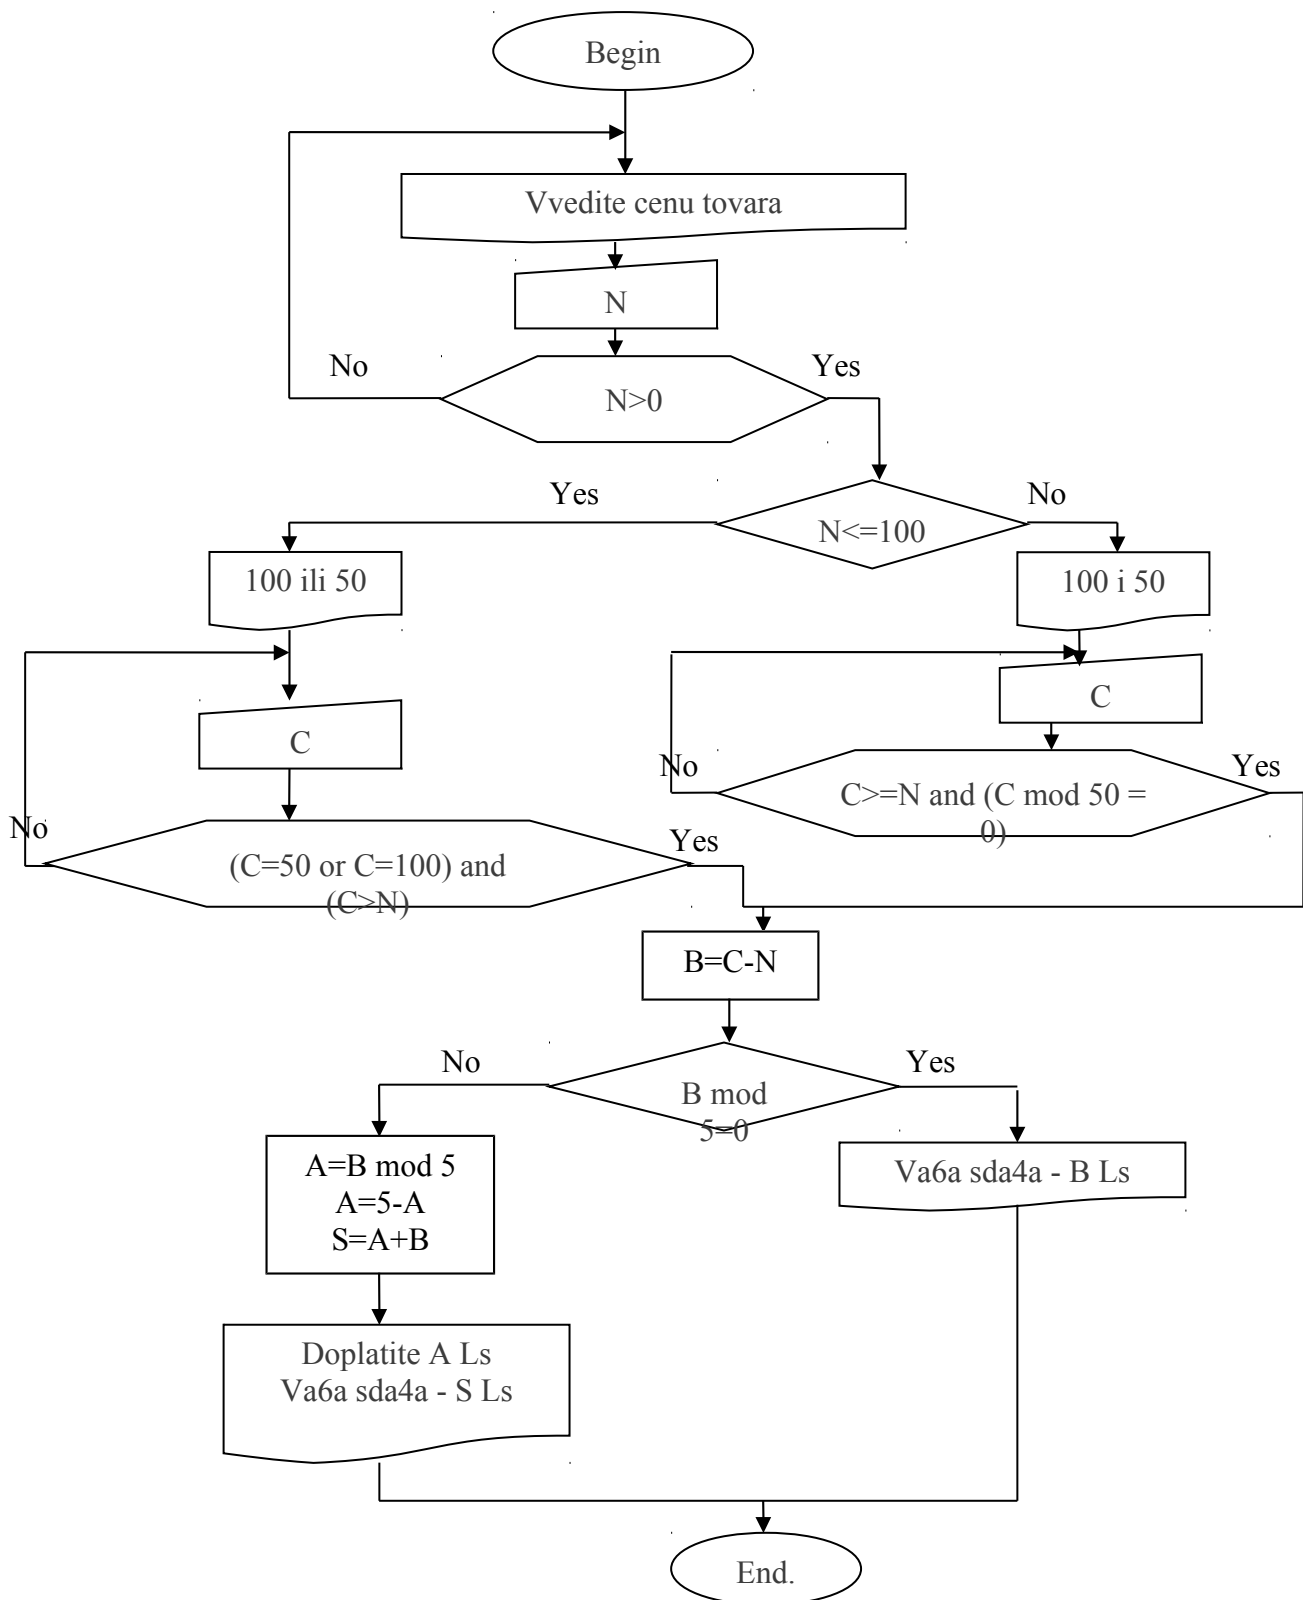 Begin
Vvedite cenu tovara
N
No
Yes
N>0
Yes
No
N<=100
100 ili 50
100 i 50
C
C
No
Yes
C>=N and (C mod 50 =
0)
No
Yes
(C=50 or C=100) and
(C>N)
B=C-N
No
Yes
B mod
5=0
A=B mod 5
A=5-A
S=A+B
Va6a sda4a - B Ls
Doplatite A Ls
Va6a sda4a - S Ls
End.